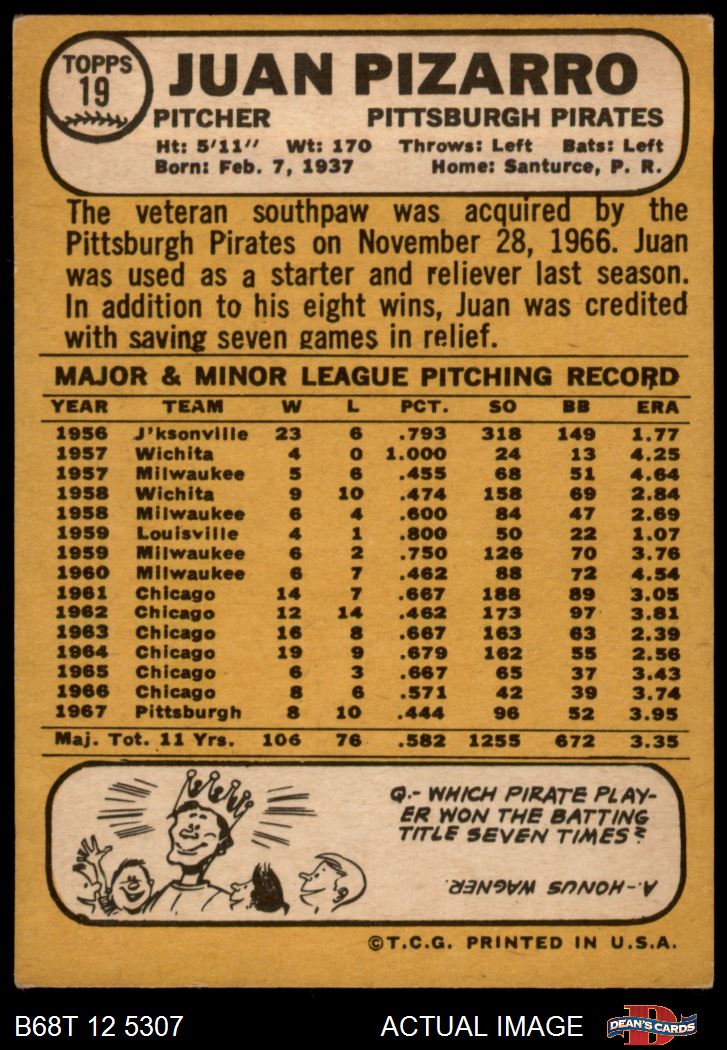 TOPPS
19
JUAN PIZARRO
PITCHER PITTSBURGH PIRATES
Ht: 5'11" Wt: 170 Throws: Left Bats: Left
Born: Feb. 7, 1937 Home: Santurce, P. R.
The veteran southpaw was acquired by the
Pittsburgh Pirates on November 28, 1966. Juan
was used as a starter and reliever last season.
In addition to his eight wins, Juan was credited
with saving seven games in relief.
MAJOR & MINOR LEAGUE PITCHING RECORD
YEAR TEAM W L PCT. SO BB ERA
1956 J'ksonville 23 6 .793 318 149 1.77
1957 Wichita 4 0 1.000 24 13 4.25
1957 Milwaukee 5 6 .455 68 51 4.64
1958 Wichita 9 10 .474 158 69 2.84
1958 Milwaukee 6 4 .600 84 47 2.69
1959 Louisville 4 1 .800 50 22 1.07
1959 Milwaukee 6 2 .750 126 70 3.76
1960 Milwaukee 6 7 .462 88 72 4.54
1961 Chicago 14 7 .667 188 89 3.05
1962 Chicago 12 14 .462 173 97 3.81
1963 Chicago 16 8 .667 163 63 2.39
1964 Chicago 19 9 .679 162 55 2.56
1965 Chicago 6 3 .667 65 37 3.43
1966 Chicago 8 6 .571 42 39 3.74
1967 Pittsburgh 8 10 .444 96 52 3.95
Maj. Tot. 11 Yrs. 106 76 .582 1255 672 3.35
Q.- WHICH PIRATE PLAY-
ER WON THE BATTING
TITLE SEVEN TIMES?
A.-HONUS WAGNER.
©T.C.G. PRINTED IN U.S.A.
B68T 12 5307 ACTUAL IMAGE DEAN'S CARDS